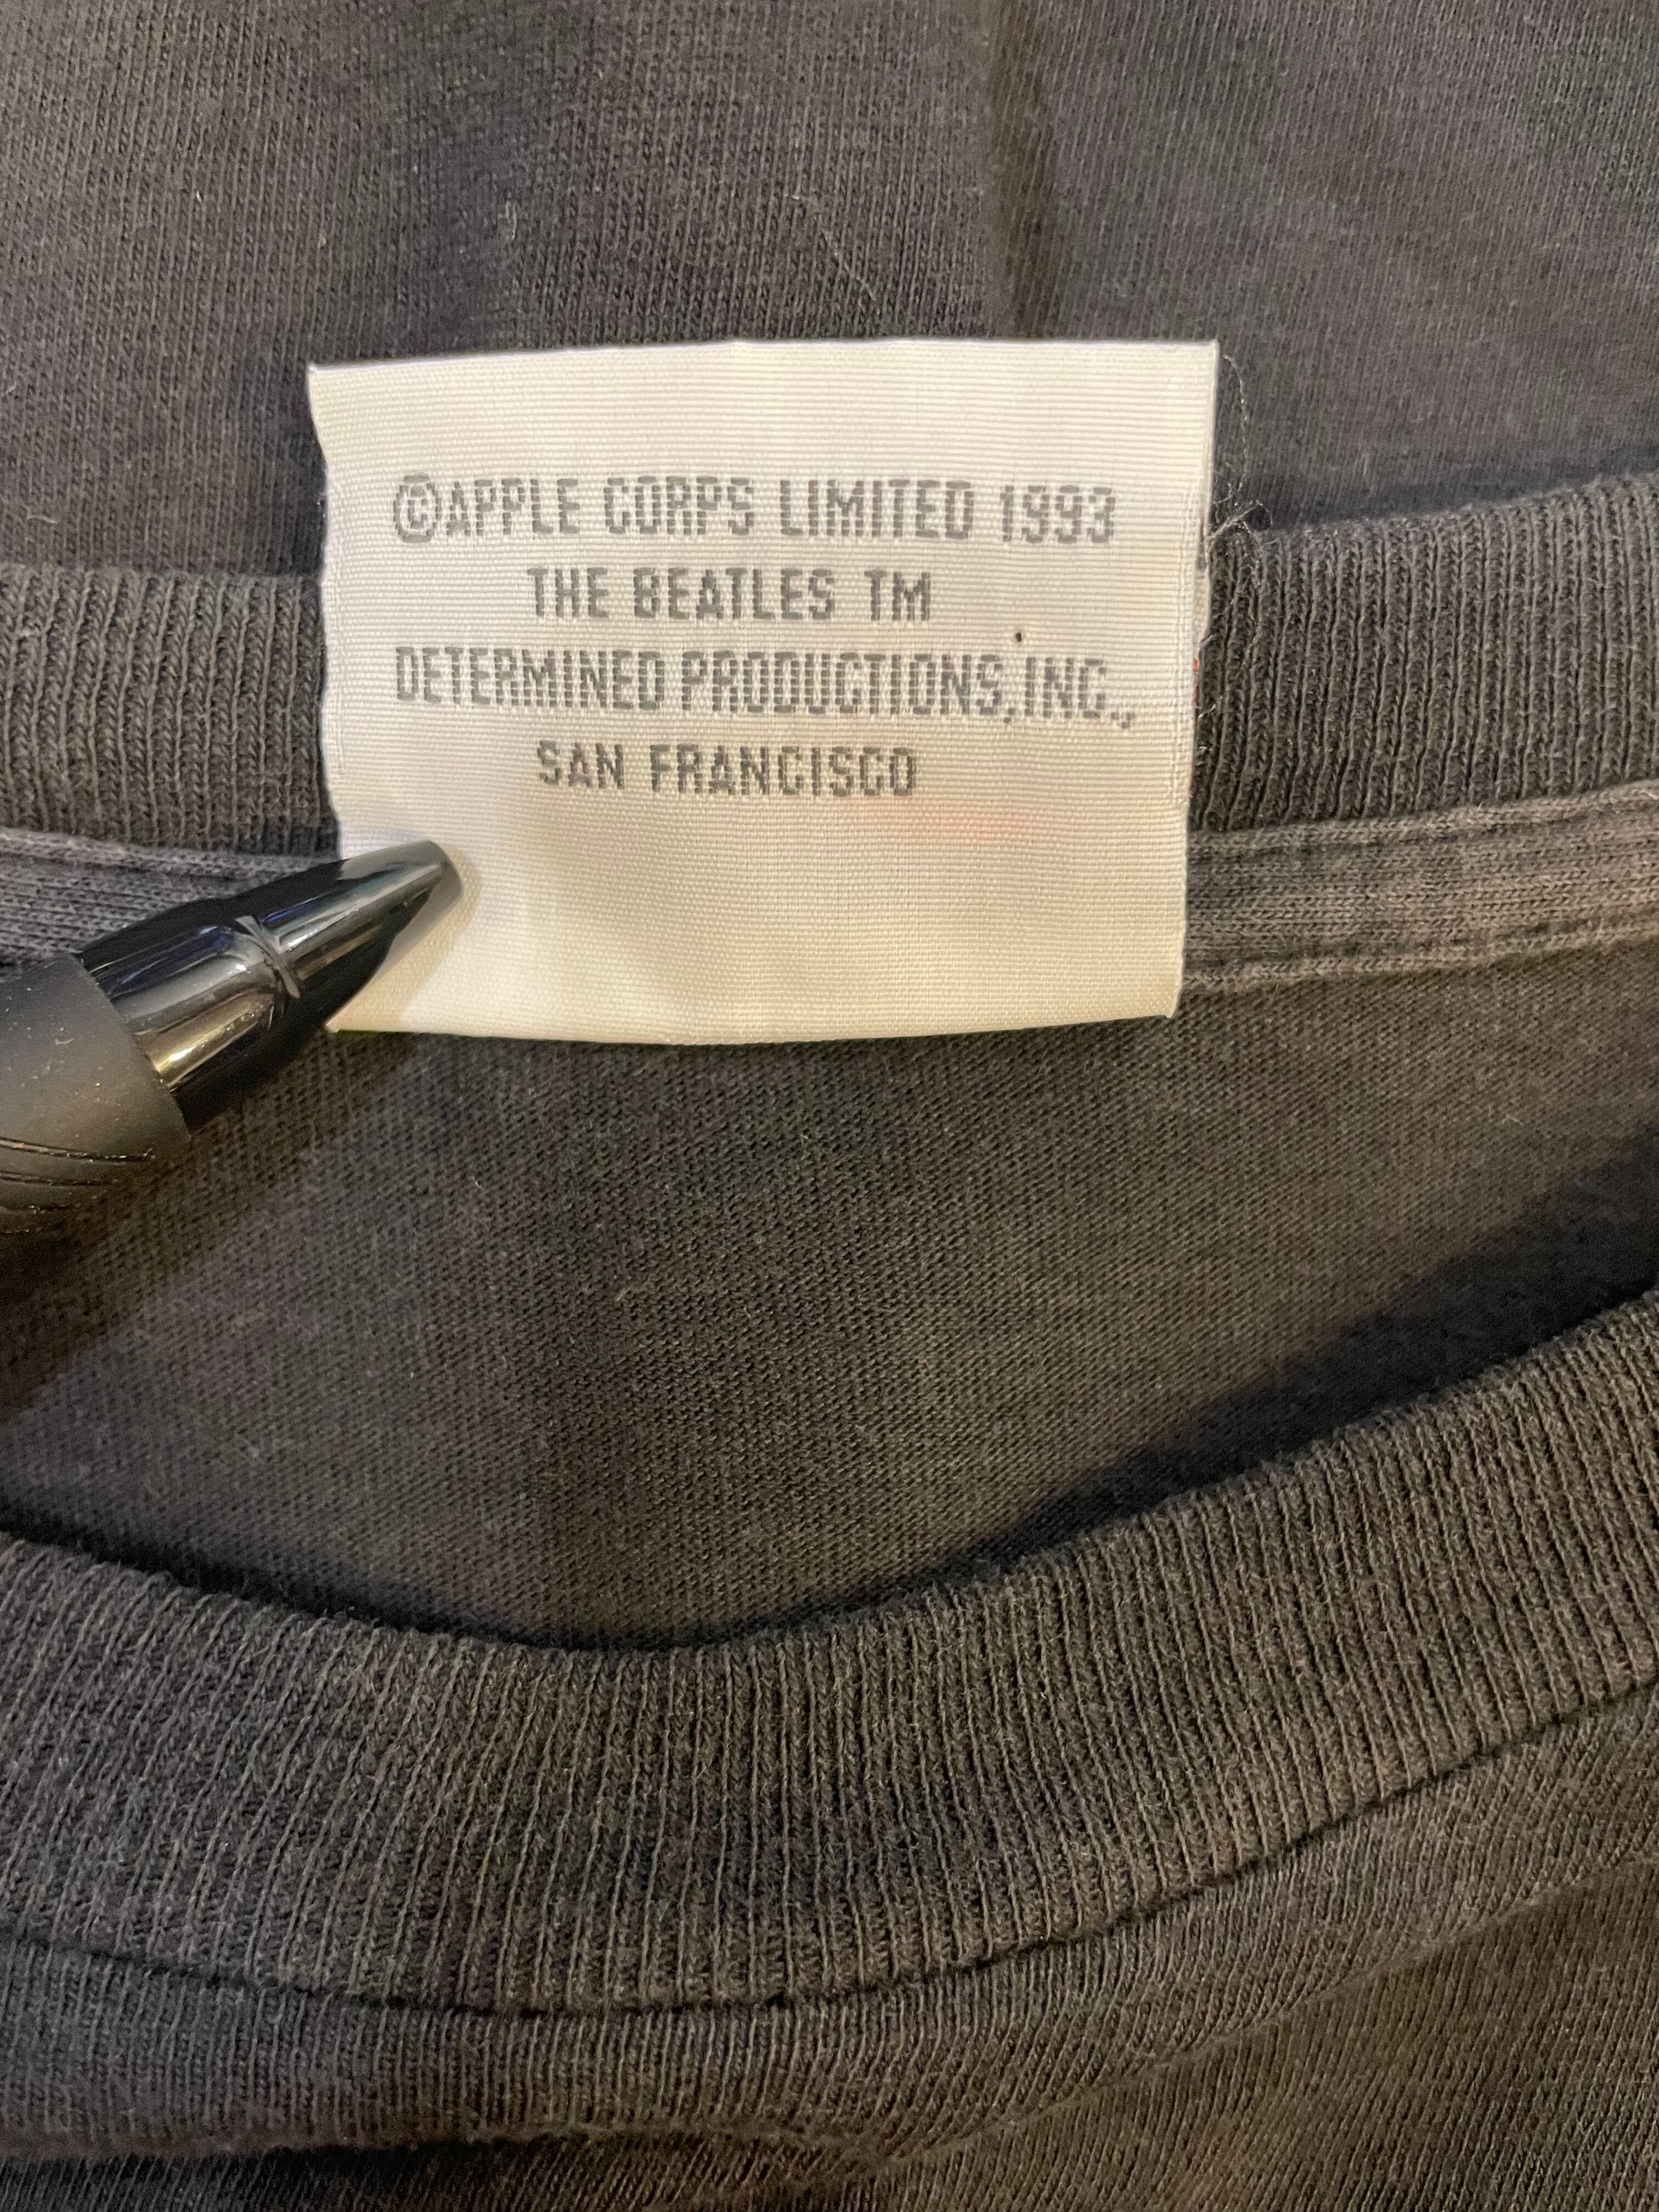 ©APPLE CORPS LIMITED 1993
THE BEATLES TM
DETERMINED PRODUCTIONS, INC.,
SAN FRANCISCO